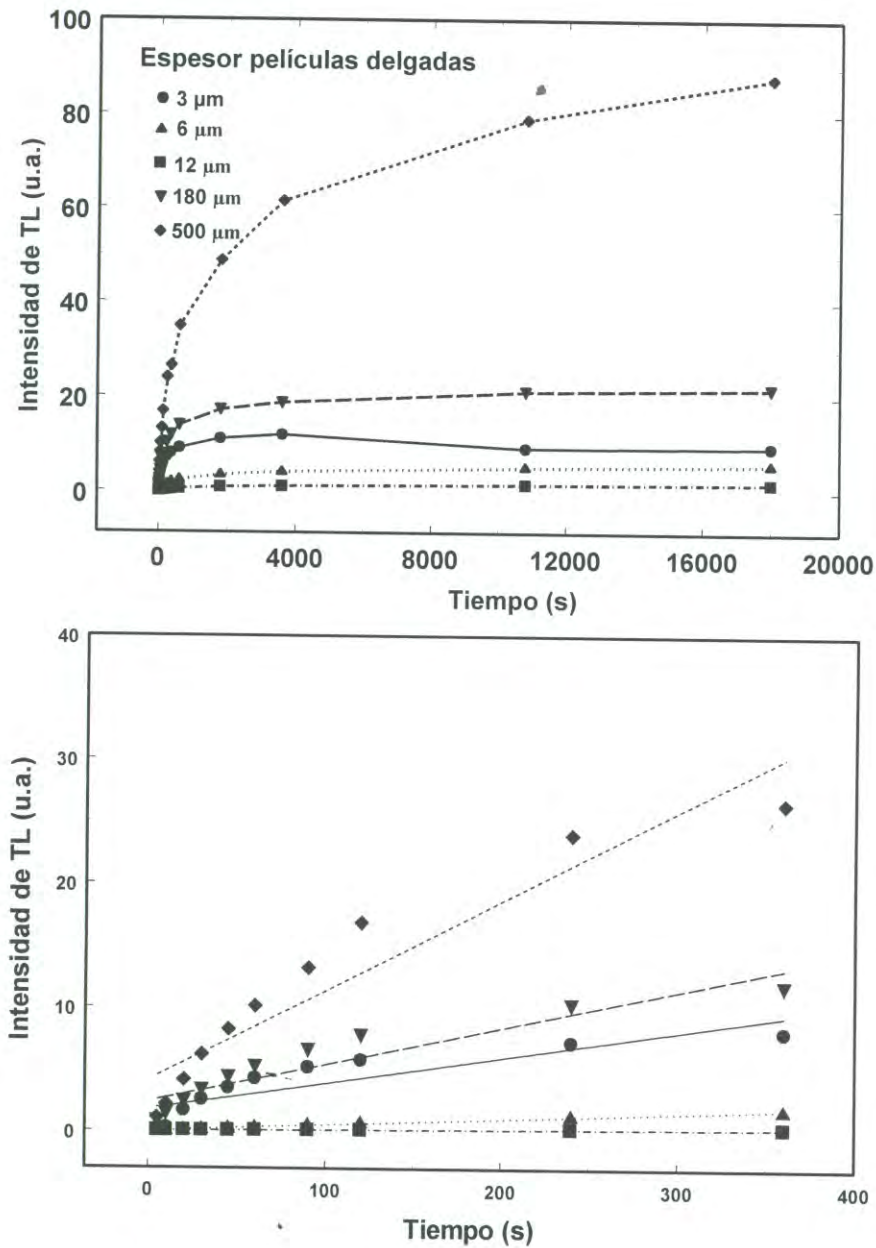 100
80
60
40
20
0
Intensidad de TL (u.a.)
Espesor películas delgadas
3 µm
6 µm
12 µm
180 µm
500 µm
0 4000 8000 12000 16000 20000
Tiempo (s)
40
30
20
10
0
Intensidad de TL (u.a.)
0 100 200 300 400
Tiempo (s)